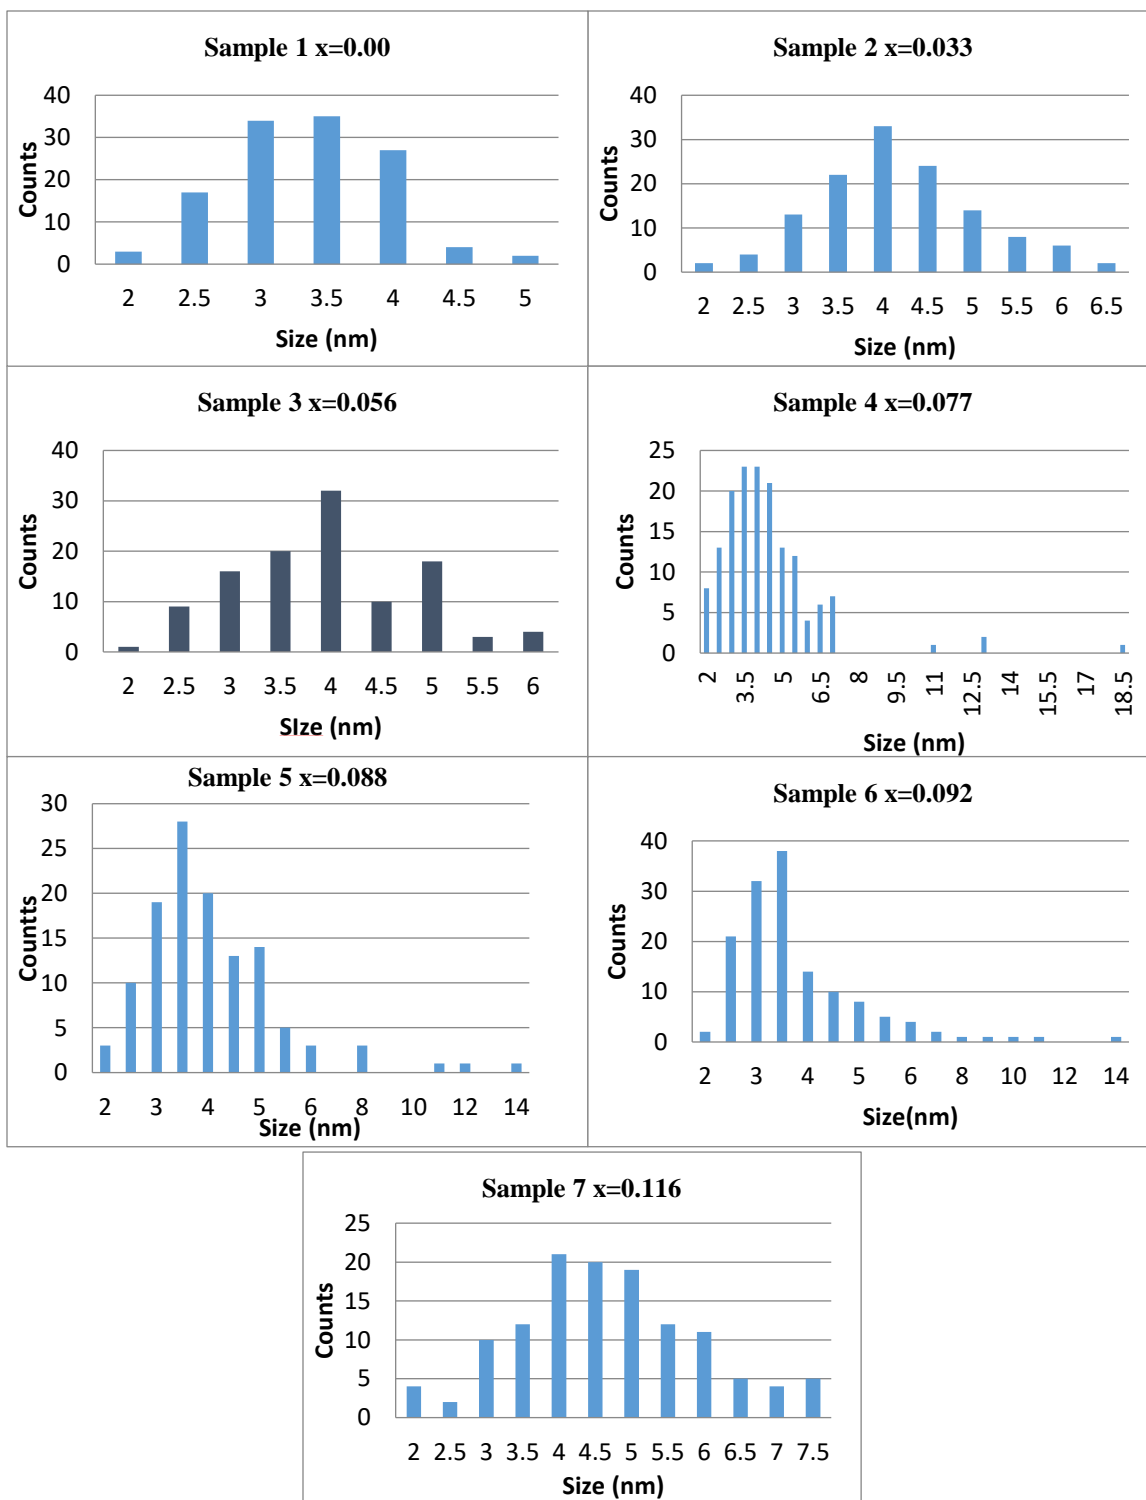 Sample 1 x=0.00
40
30
20
10
0
Counts
2 2.5 3 3.5 4 4.5 5
Size (nm)
Sample 2 x=0.033
40
30
20
10
0
Counts
2 2.5 3 3.5 4 4.5 5 5.5 6 6.5
Size (nm)
Sample 3 x=0.056
40
30
20
10
0
Counts
2 2.5 3 3.5 4 4.5 5 5.5 6
SIze (nm)
Sample 4 x=0.077
25
20
15
10
5
0
Counts
2 3.5 5 6.5 8 9.5 11 12.5 14 15.5 17 18.5
Size (nm)
Sample 5 x=0.088
30
25
20
15
10
5
0
Countts
2 3 4 5 6 8 10 12 14
Size (nm)
Sample 6 x=0.092
40
30
20
10
0
Counts
2 3 4 5 6 8 10 12 14
Size(nm)
Sample 7 x=0.116
25
20
15
10
5
0
Counts
2 2.5 3 3.5 4 4.5 5 5.5 6 6.5 7 7.5
Size (nm)